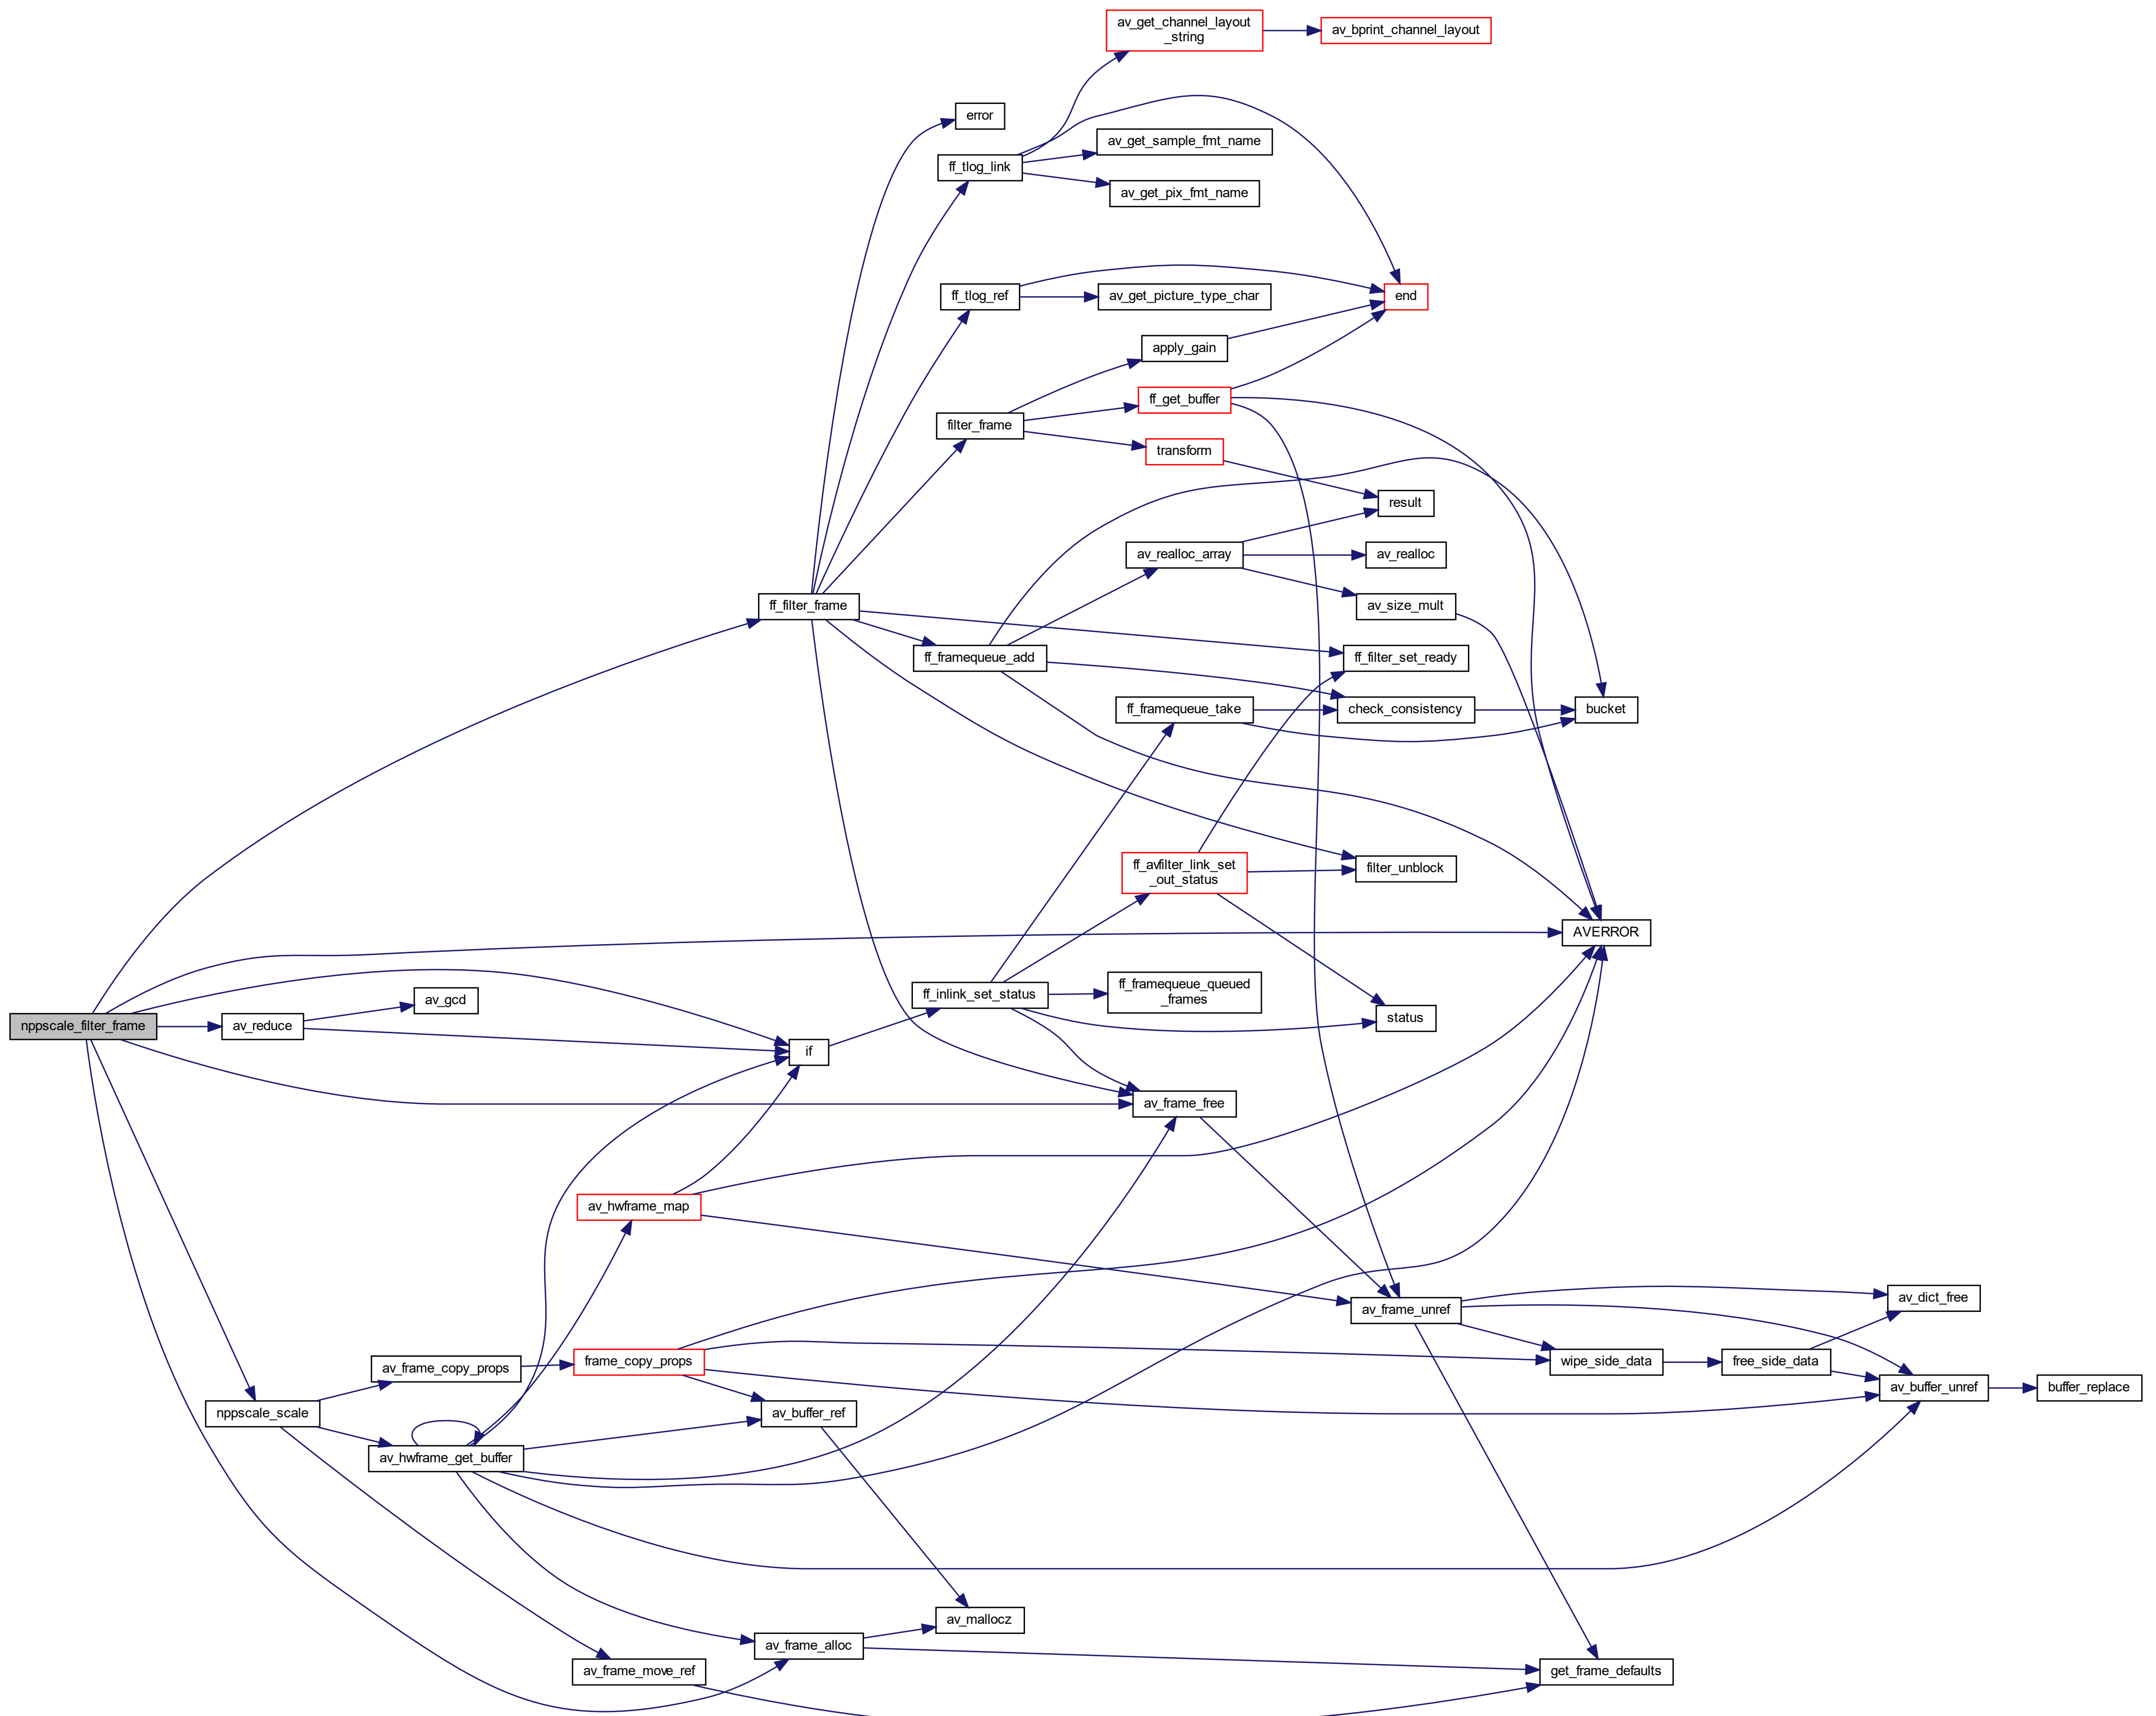 av_get_channel_layout
_string
av_bprint_channel_layout
error
av_get_sample_fmt_name
ff_tlog_link
av_get_pix_fmt_name
ff_tlog_ref
av_get_picture_type_char
end
apply_gain
ff_get_buffer
filter_frame
transform
result
av_realloc_array
av_realloc
ff_filter_frame
av_size_mult
ff_framequeue_add
ff_filter_set_ready
ff_framequeue_take
check_consistency
bucket
ff_avfilter_link_set
_out_status
filter_unblock
AVERROR
ff_inlink_set_status
ff_framequeue_queued
_frames
av_gcd
status
nppscale_filter_frame
av_reduce
if
av_frame_free
av_hwframe_map
av_frame_unref
av_dict_free
av_frame_copy_props
frame_copy_props
wipe_side_data
free_side_data
av_buffer_unref
buffer_replace
nppscale_scale
av_buffer_ref
av_hwframe_get_buffer
av_mallocz
av_frame_alloc
av_frame_move_ref
get_frame_defaults